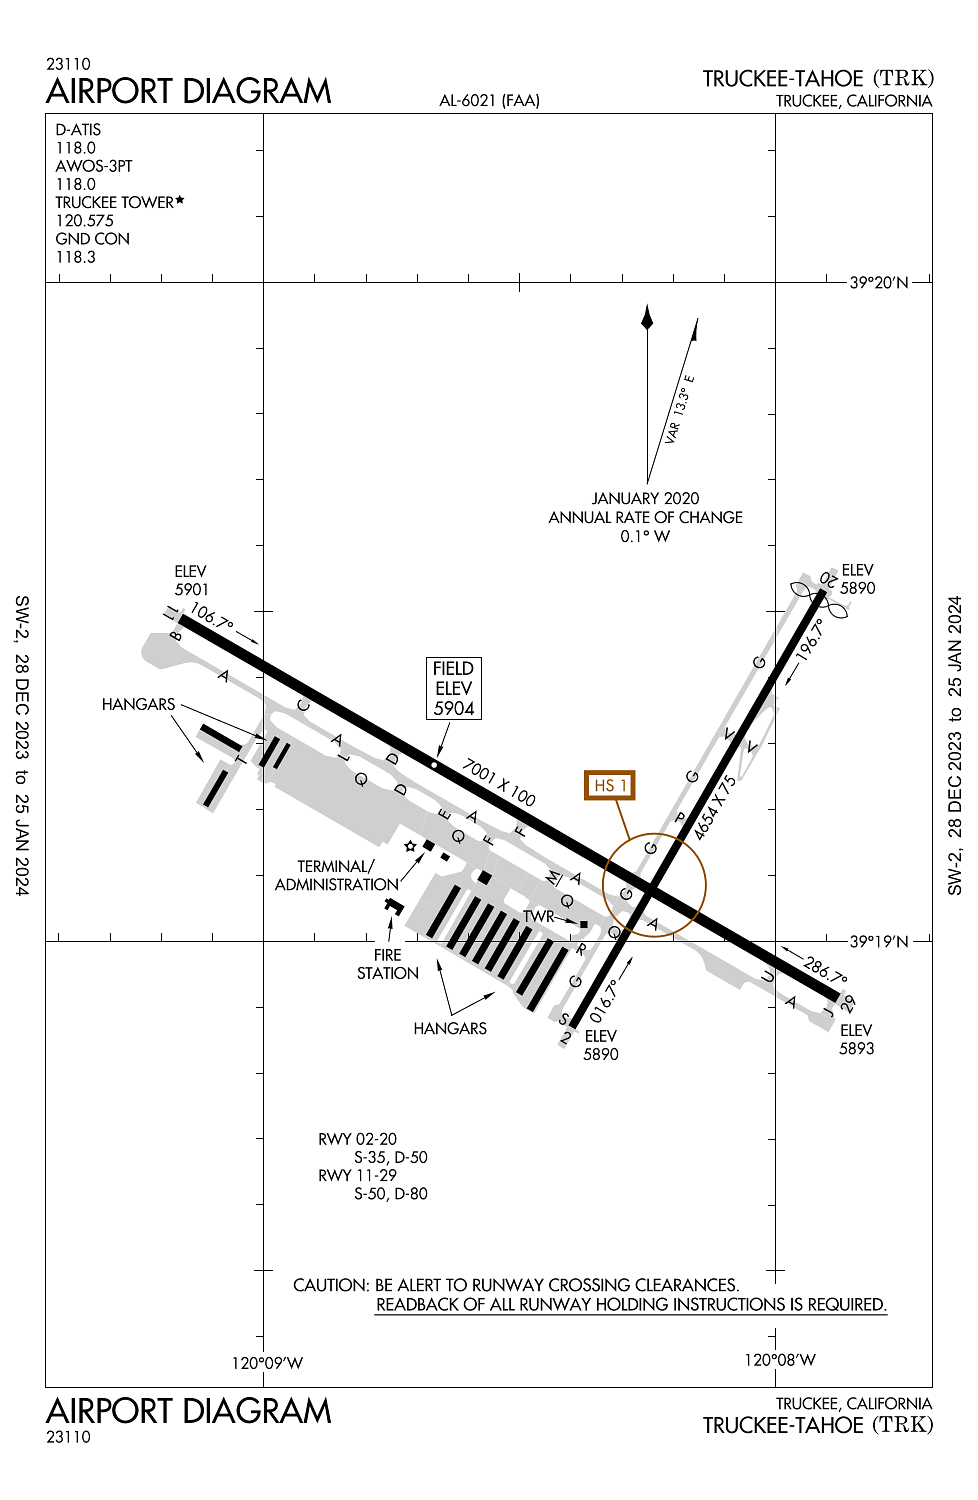 23110
AIRPORT DIAGRAM
AL-6021 (FAA)
TRUCKEE-TAHOE (TRK)
TRUCKEE, CALIFORNIA
D-ATIS
118.0
AWOS-3PT
118.0
TRUCKEE TOWER★
120.575
GND CON
118.3
39°20'N
VAR 13.3° E
JANUARY 2020
ANNUAL RATE OF CHANGE
0.1° W
ELEV
5901
11
106.7°
B
A
C
HANGARS
T
A
L
Q
D
D
FIELD
ELEV
5904
7001 X 100
E
A
Q
F
F
ELEV
5890
20
196.7°
G
V
V
G
4654 X 75
P
G
HS 1
TERMINAL/
ADMINISTRATION
M
A
Q
G
TWR
Q
A
R
39°19'N
FIRE
STATION
G
016.7°
286.7°
U
A
J
29
HANGARS
S
2
ELEV
5890
ELEV
5893
RWY 02-20
S-35, D-50
RWY 11-29
S-50, D-80
CAUTION: BE ALERT TO RUNWAY CROSSING CLEARANCES.
READBACK OF ALL RUNWAY HOLDING INSTRUCTIONS IS REQUIRED.
120°09'W
120°08'W
SW-2, 28 DEC 2023 to 25 JAN 2024
SW-2, 28 DEC 2023 to 25 JAN 2024
AIRPORT DIAGRAM
23110
TRUCKEE, CALIFORNIA
TRUCKEE-TAHOE (TRK)